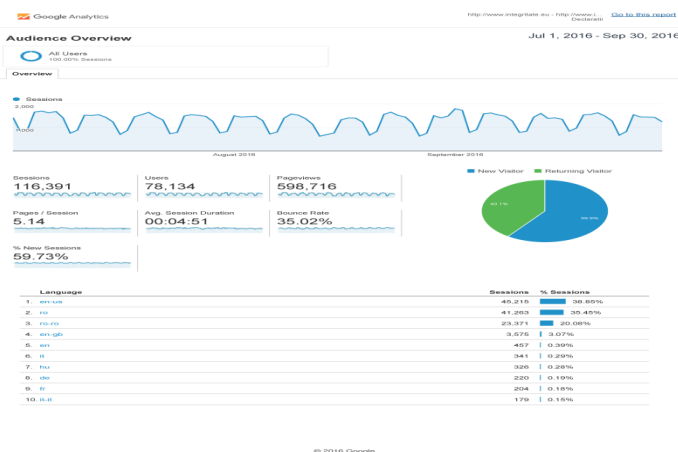 Google Analytics
http://www.integritate.eu - http://www.i...
Declaratii
Go to this report
Audience Overview
Jul 1, 2016 - Sep 30, 2016
All Users
100.00% Sessions
Overview
Sessions
2,000
1,000
August 2016
September 2016
Sessions
116,391
Users
78,134
Pageviews
598,716
Pages / Session
5.14
Avg. Session Duration
00:04:51
Bounce Rate
35.02%
% New Sessions
59.73%
New Visitor Returning Visitor
Language Sessions % Sessions
1. en-us 45,215
2. ro 41,263 35.45%
3. ro-ro 23,371 20.08%
4. en-gb 3,575 3.07%
5. en 457 0.39%
6. it 341 0.29%
7. hu 326 0.28%
8. de 220 0.19%
9. fr 204 0.18%
10. it-it 179 0.15%
© 2016 Google